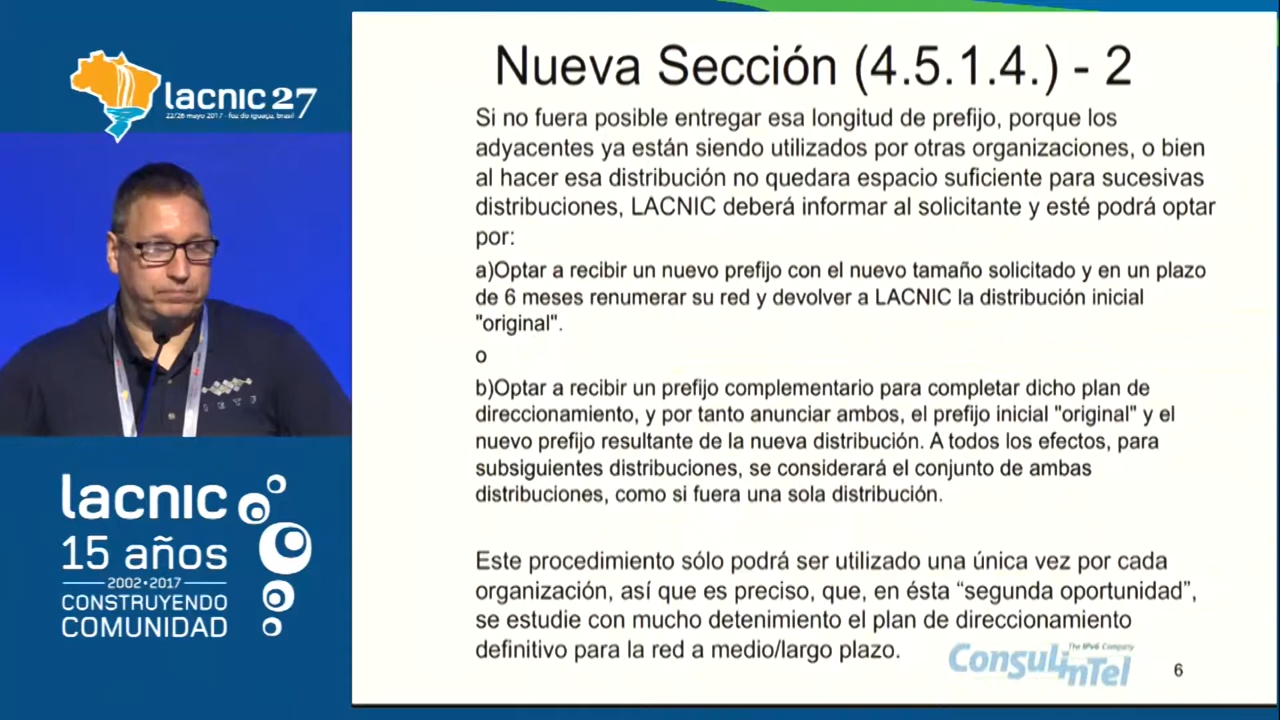 lacnic 27
22/26 mayo 2017 - foz do iguaçu, brasil
IETF
lacnic
15 años
2002•2017
CONSTRUYENDO
COMUNIDAD
Nueva Sección (4.5.1.4.) - 2
Si no fuera posible entregar esa longitud de prefijo, porque los
adyacentes ya están siendo utilizados por otras organizaciones, o bien
al hacer esa distribución no quedara espacio suficiente para sucesivas
distribuciones, LACNIC deberá informar al solicitante y esté podrá optar
por:
a)Optar a recibir un nuevo prefijo con el nuevo tamaño solicitado y en un plazo
de 6 meses renumerar su red y devolver a LACNIC la distribución inicial
"original".
o
b)Optar a recibir un prefijo complementario para completar dicho plan de
direccionamiento, y por tanto anunciar ambos, el prefijo inicial "original" y el
nuevo prefijo resultante de la nueva distribución. A todos los efectos, para
subsiguientes distribuciones, se considerará el conjunto de ambas
distribuciones, como si fuera una sola distribución.
Este procedimiento sólo podrá ser utilizado una única vez por cada
organización, así que es preciso, que, en ésta “segunda oportunidad”,
se estudie con mucho detenimiento el plan de direccionamiento
definitivo para la red a medio/largo plazo.
The IPv6 Company
ConsulinTel
6